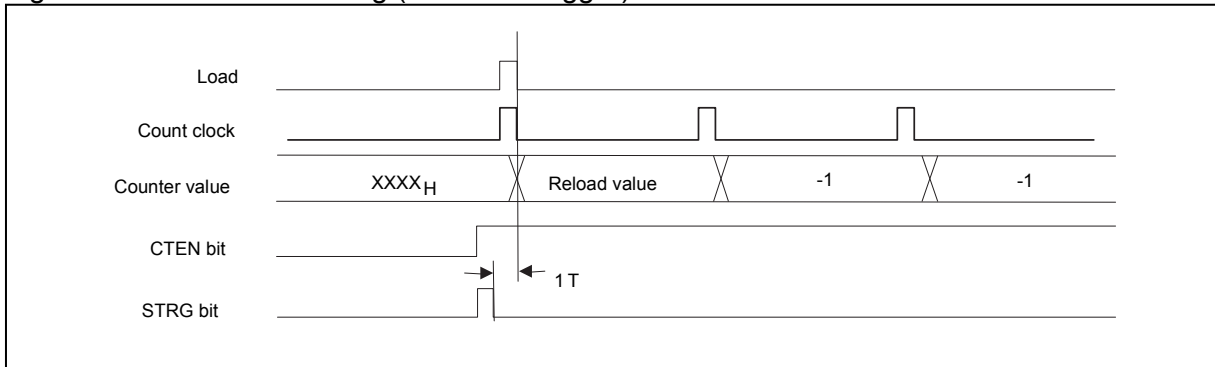 Load
Count clock
Counter value XXXXH Reload value -1 -1
CTEN bit
1 T
STRG bit